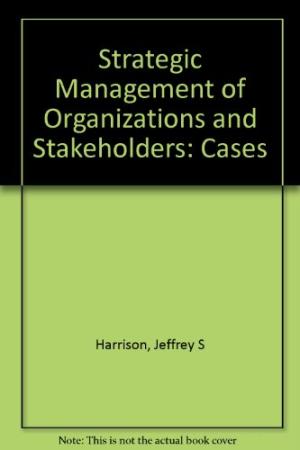 Strategic
Management of
Organizations and
Stakeholders: Cases
Harrison, Jeffrey S
Note: This is not the actual book cover